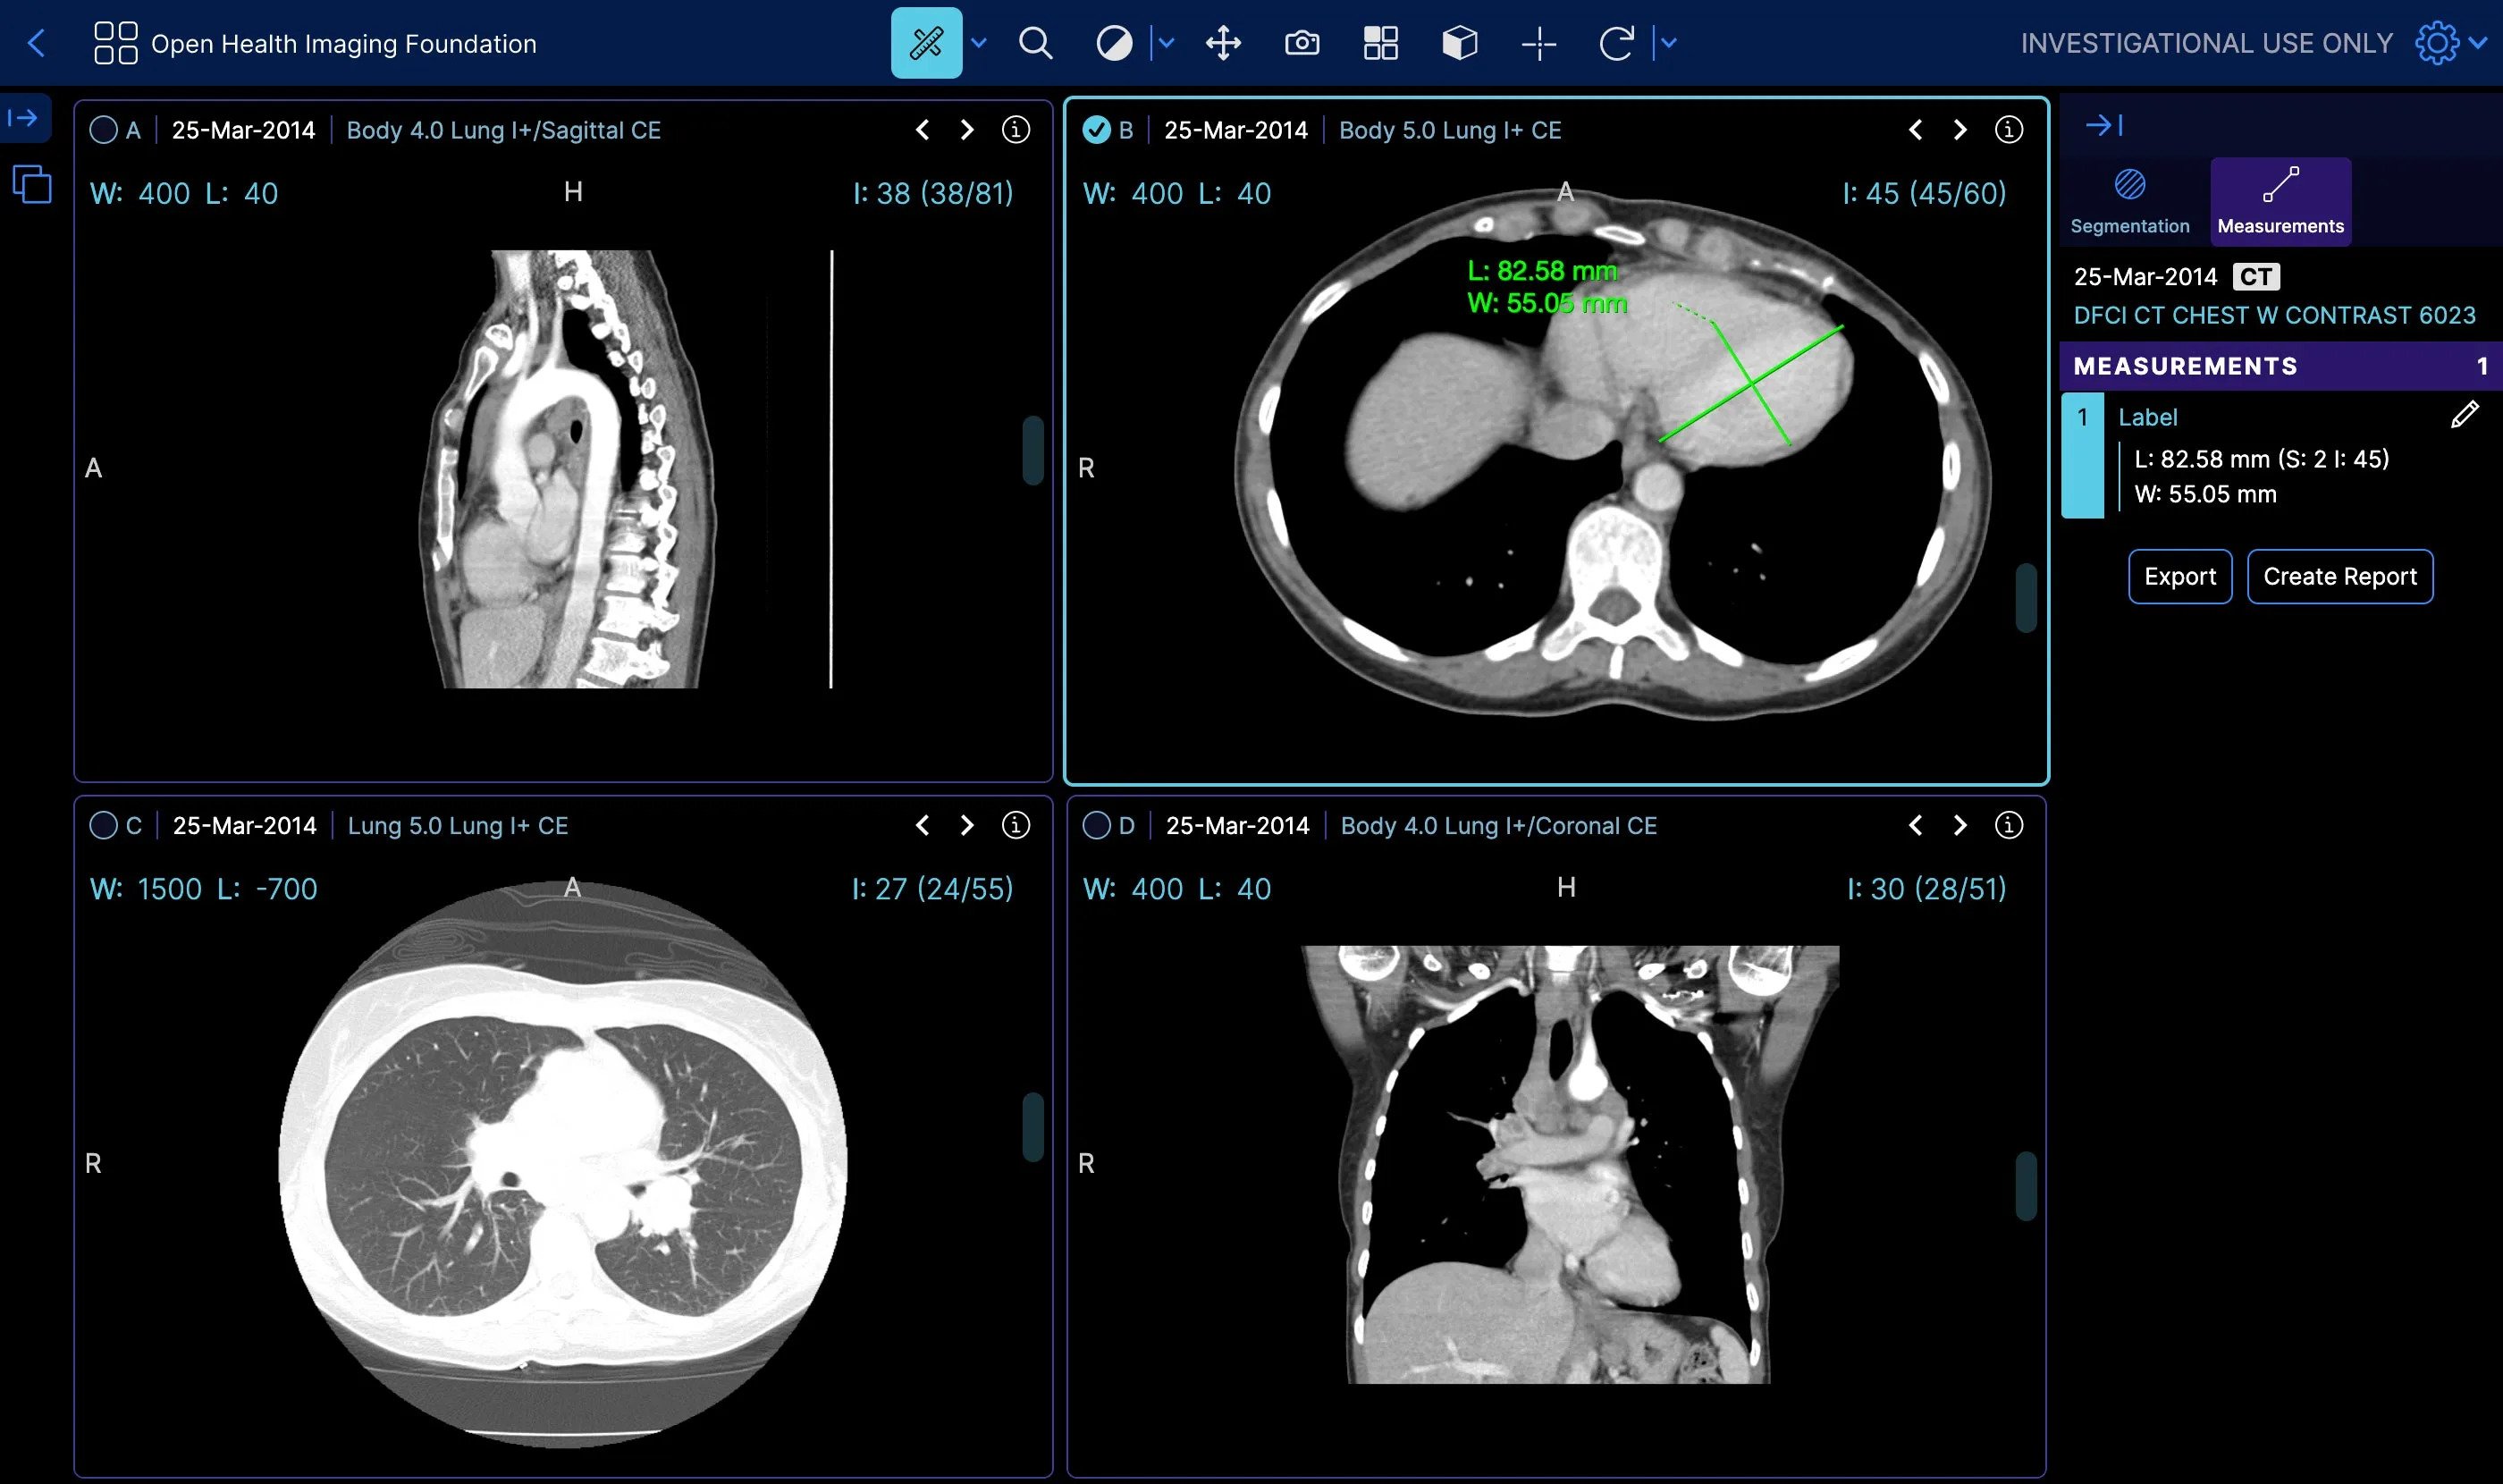 Open Health Imaging Foundation
INVESTIGATIONAL USE ONLY
A 25-Mar-2014 Body 4.0 Lung I+/Sagittal CE
W: 400 L: 40
H
I: 38 (38/81)
A
B 25-Mar-2014 Body 5.0 Lung I+ CE
W: 400 L: 40
A
I: 45 (45/60)
L: 82.58 mm
W: 55.05 mm
R
C 25-Mar-2014 Lung 5.0 Lung I+ CE
W: 1500 L: -700
A
I: 27 (24/55)
R
D 25-Mar-2014 Body 4.0 Lung I+/Coronal CE
W: 400 L: 40
H
I: 30 (28/51)
R
Segmentation
Measurements
25-Mar-2014 CT
DFCI CT CHEST W CONTRAST 6023
MEASUREMENTS 1
1 Label
L: 82.58 mm (S: 2 I: 45)
W: 55.05 mm
Export
Create Report